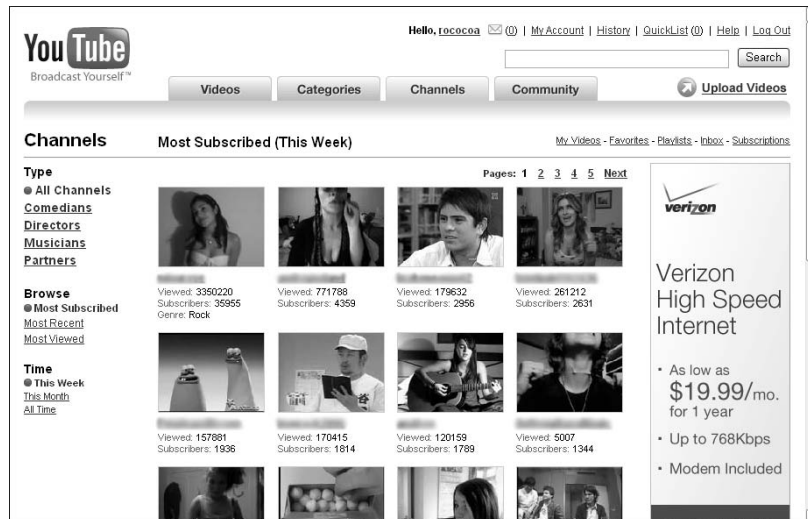 Hello, rococoa (0) | My Account | History | QuickList (0) | Help | Log Out
YouTube
Broadcast Yourself™
Search
Videos
Categories
Channels
Community
Upload Videos
Channels
Most Subscribed (This Week)
My Videos - Favorites - Playlists - Inbox - Subscriptions
Type
All Channels
Comedians
Directors
Musicians
Partners
Browse
Most Subscribed
Most Recent
Most Viewed
Time
This Week
This Month
All Time
Pages: 1 2 3 4 5 Next
Viewed: 3350220
Subscribers: 35955
Genre: Rock
Viewed: 771788
Subscribers: 4359
Viewed: 179632
Subscribers: 2956
Viewed: 261212
Subscribers: 2631
Viewed: 157881
Subscribers: 1936
Viewed: 170415
Subscribers: 1814
Viewed: 120159
Subscribers: 1789
Viewed: 5007
Subscribers: 1344
verizon
Verizon
High Speed
Internet
• As low as
$19.99/mo.
for 1 year
• Up to 768Kbps
• Modem Included